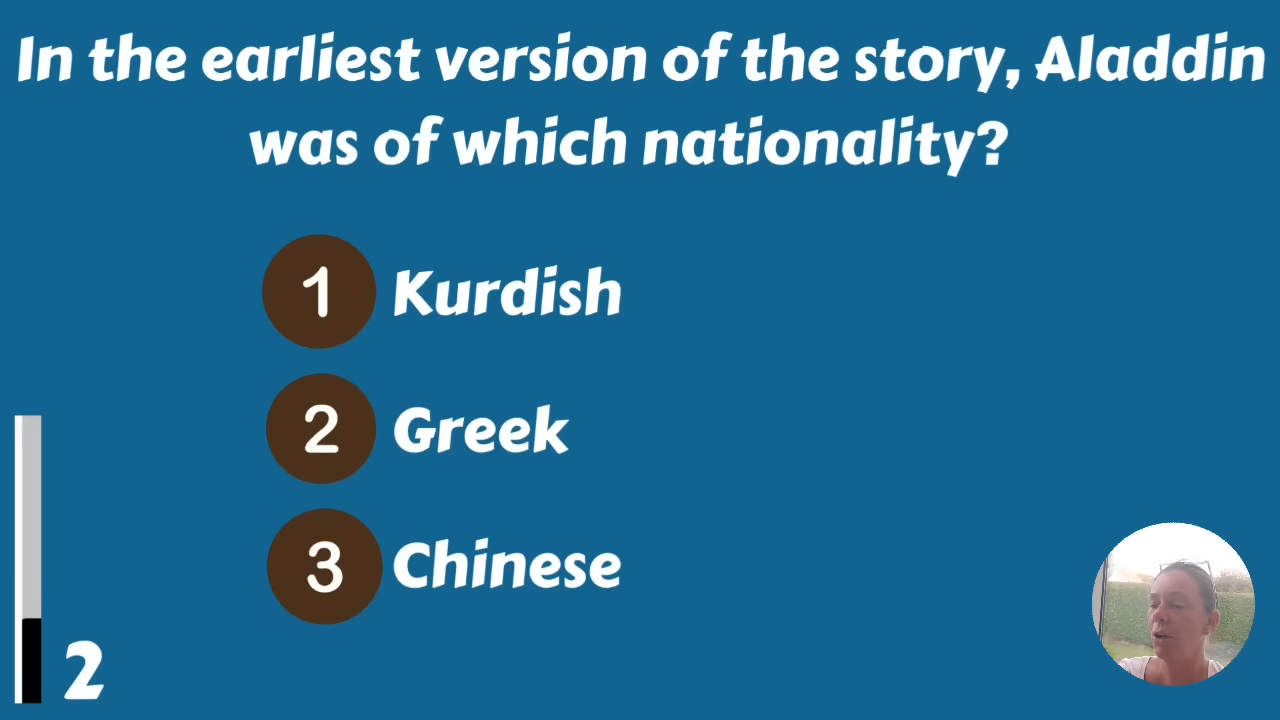 In the earliest version of the story, Aladdin
was of which nationality?
1 Kurdish
2 Greek
3 Chinese
2